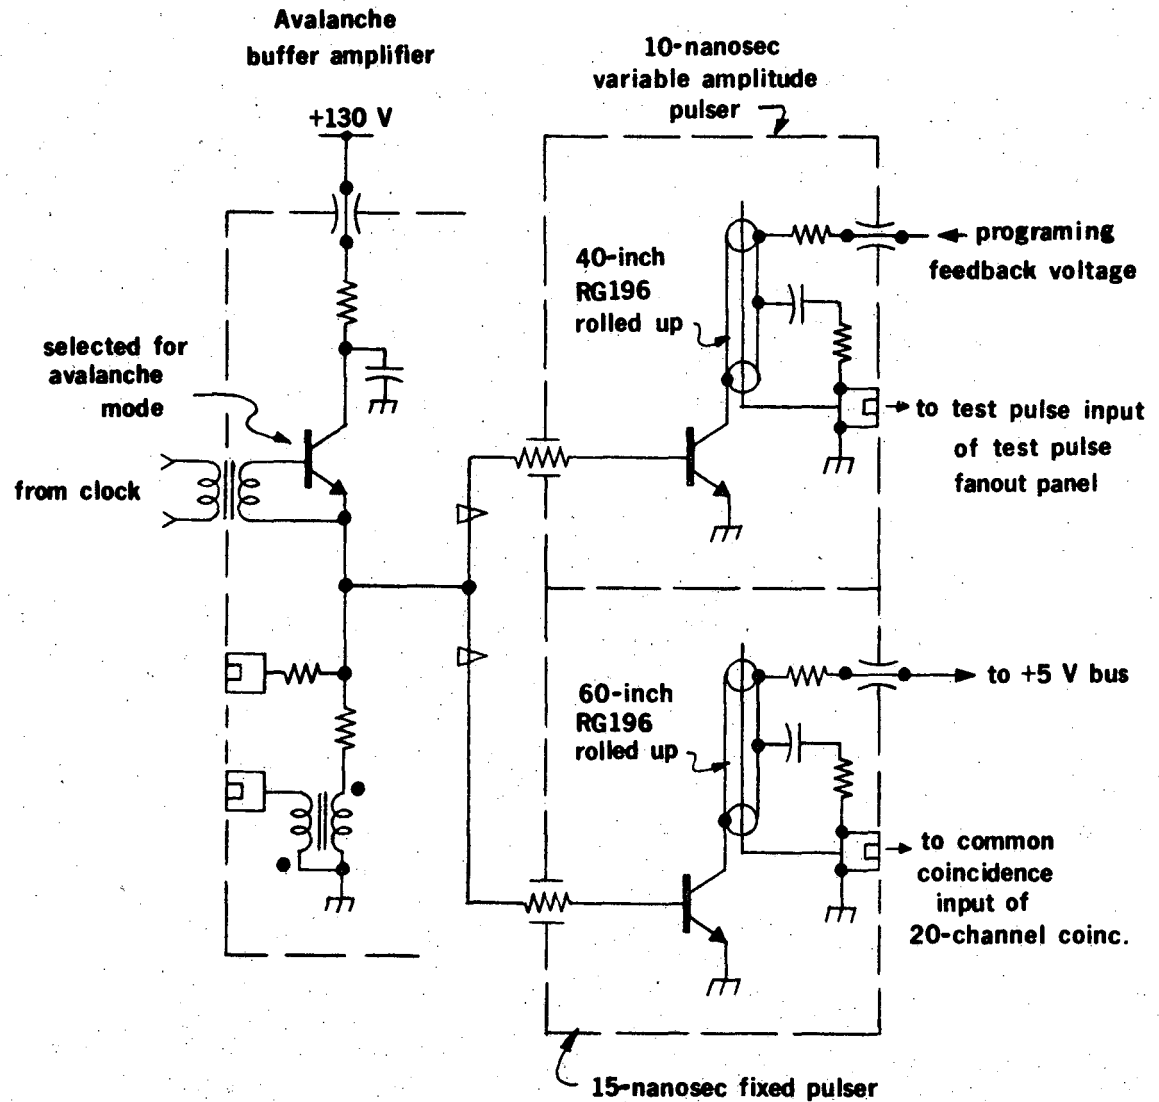 Avalanche
buffer amplifier
+130 V
10-nanosec
variable amplitude
pulser
programing
feedback voltage
40-inch
RG196
rolled up
selected for
avalanche
mode
to test pulse input
of test pulse
fanout panel
from clock
60-inch
RG196
rolled up
to +5 V bus
to common
coincidence
input of
20-channel coinc.
15-nanosec fixed pulser